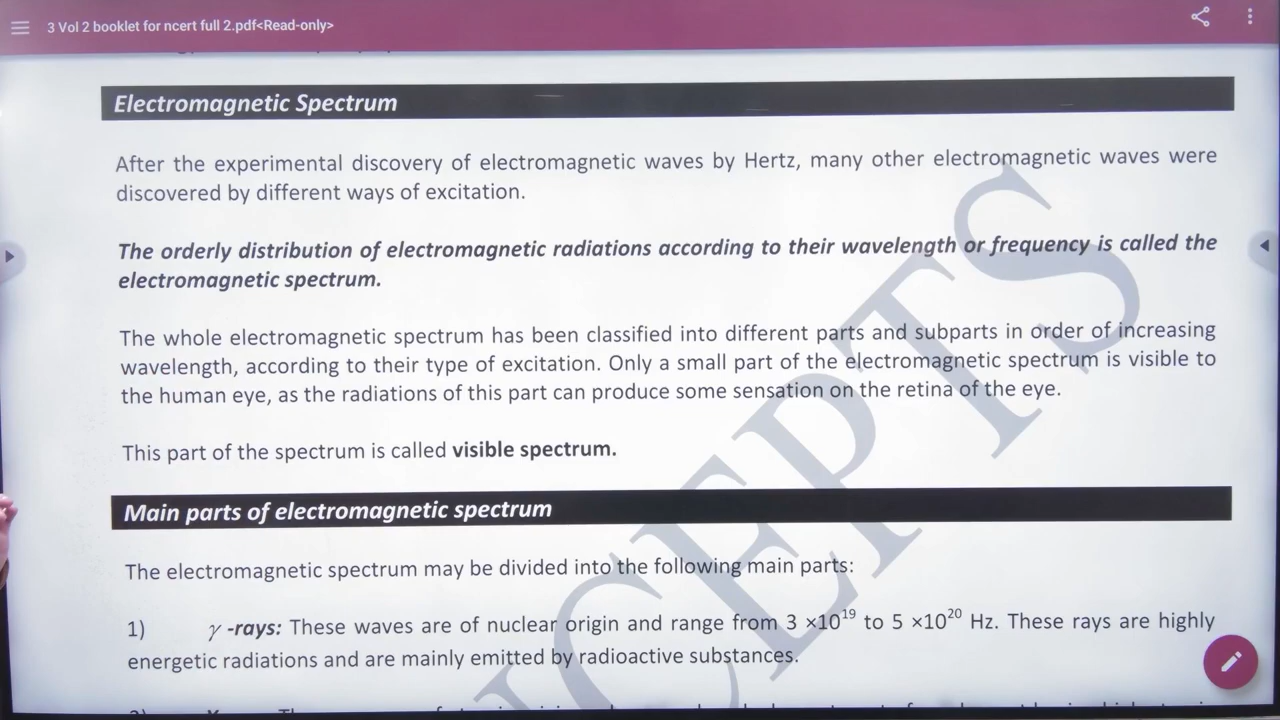 3 Vol 2 booklet for ncert full 2.pdf<Read-only>
Electromagnetic Spectrum
After the experimental discovery of electromagnetic waves by Hertz, many other electromagnetic waves were
discovered by different ways of excitation.
The orderly distribution of electromagnetic radiations according to their wavelength or frequency is called the
electromagnetic spectrum.
The whole electromagnetic spectrum has been classified into different parts and subparts in order of increasing
wavelength, according to their type of excitation. Only a small part of the electromagnetic spectrum is visible to
the human eye, as the radiations of this part can produce some sensation on the retina of the eye.
This part of the spectrum is called visible spectrum.
Main parts of electromagnetic spectrum
The electromagnetic spectrum may be divided into the following main parts:
1) γ -rays: These waves are of nuclear origin and range from 3 ×10¹⁹ to 5 ×10²⁰ Hz. These rays are highly
energetic radiations and are mainly emitted by radioactive substances.
CEPTS